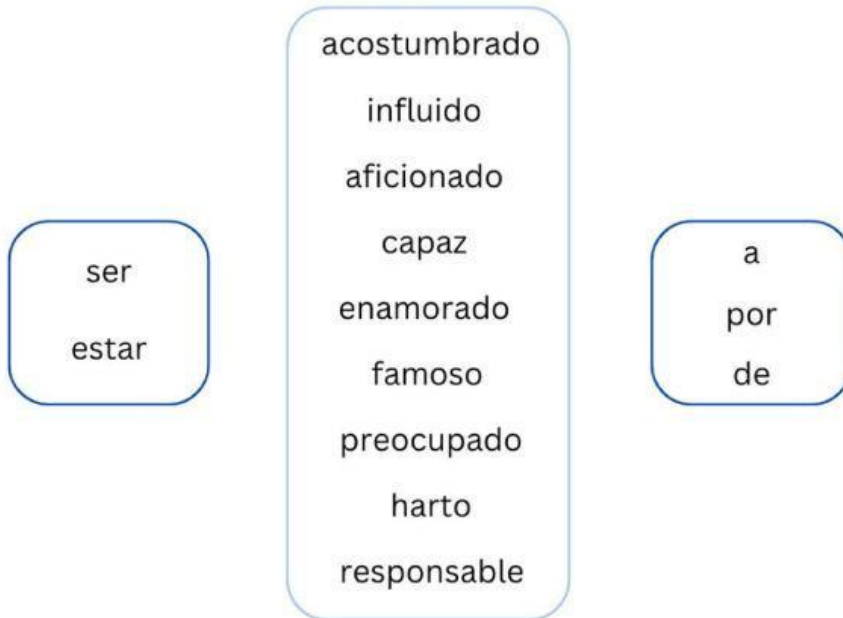 ser
estar
acostumbrado
influido
aficionado
capaz
enamorado
famoso
preocupado
harto
responsable
a
por
de